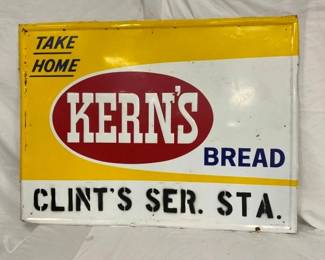 TAKE
HOME
KERN'S
BREAD
CLINT'S SER. STA.